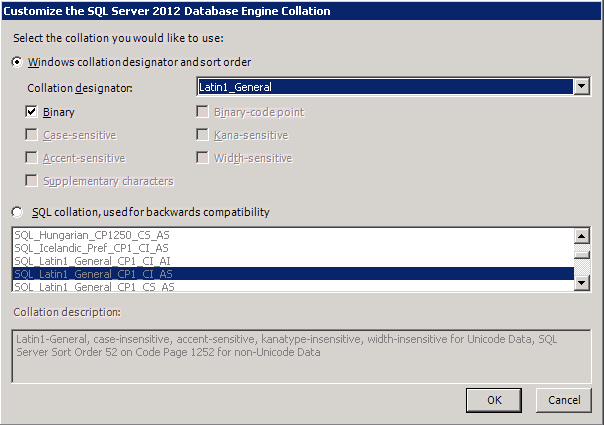 Customize the SQL Server 2012 Database Engine Collation
Select the collation you would like to use:
Windows collation designator and sort order
Collation designator:
Latin1_General
Binary
Binary-code point
Case-sensitive
Kana-sensitive
Accent-sensitive
Width-sensitive
Supplementary characters
SQL collation, used for backwards compatibility
SQL_Hungarian_CP1250_CS_AS
SQL_Icelandic_Pref_CP1_CI_AS
SQL_Latin1_General_CP1_CI_AI
SQL_Latin1_General_CP1_CI_AS
SQL_Latin1_General_CP1_CS_AS
Collation description:
Latin1-General, case-insensitive, accent-sensitive, kanatype-insensitive, width-insensitive for Unicode Data, SQL
Server Sort Order 52 on Code Page 1252 for non-Unicode Data
OK
Cancel